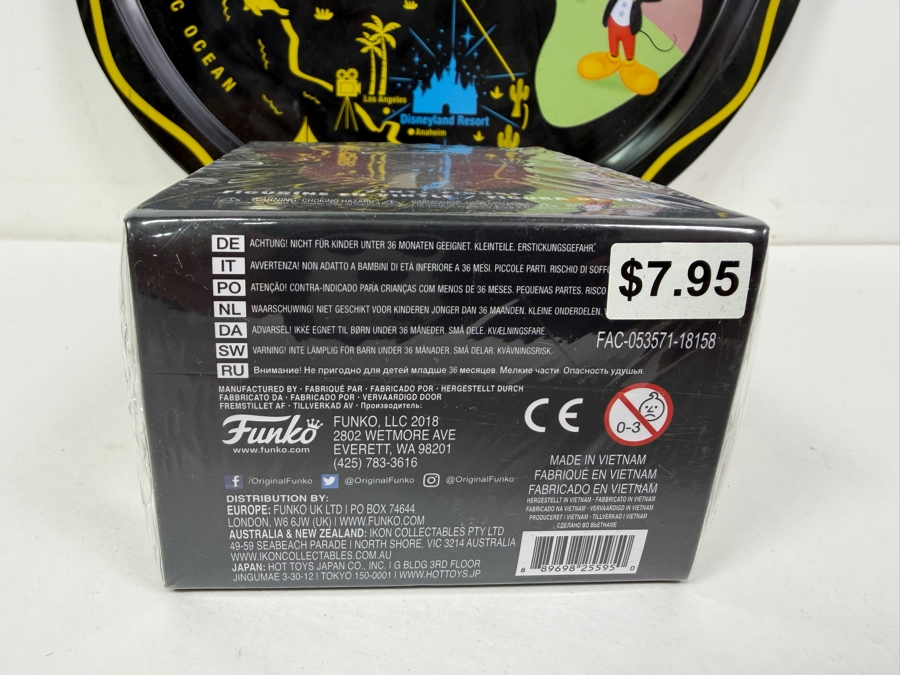 C OCEAN
Los Angeles
Disneyland Resort
Anaheim
FIGURINE EN VINYLE /
WARNING: CHOKING HAZARD
DE ACHTUNG! NICHT FÜR KINDER UNTER 36 MONATEN GEEIGNET. KLEINTEILE. ERSTICKUNGSGEFAHR.
IT AVVERTENZA! NON ADATTO A BAMBINI DI ETÀ INFERIORE A 36 MESI. PICCOLE PARTI. RISCHIO DI SOFFO
PO ATENÇÃO! CONTRA-INDICADO PARA CRIANÇAS COM MENOS DE 36 MESES. PEQUENAS PARTES. RISCO
NL WAARSCHUWING! NIET GESCHIKT VOOR KINDEREN JONGER DAN 36 MAANDEN. KLEINE ONDERDELEN.
DA ADVARSEL! IKKE EGNET TIL BØRN UNDER 36 MÅNEDER. SMÅ DELE. KVÆLNINGSFARE.
SW VARNING! INTE LÄMPLIG FÖR BARN UNDER 36 MÅNADER. SMÅ DELAR. KVÄVNINGSRISK.
RU Внимание! Не пригодно для детей младше 36 месяцев. Мелкие части. Опасность удушья.
$7.95
FAC-053571-18158
MANUFACTURED BY · FABRIQUÉ PAR · FABRICADO POR · HERGESTELLT DURCH
FABBRICATO DA · FABRICADO POR · VERVAARDIGD DOOR
FREMSTILLET AF · TILLVERKAD AV · Производитель:
Funko
www.funko.com
FUNKO, LLC 2018
2802 WETMORE AVE
EVERETT, WA 98201
(425) 783-3616
f /OriginalFunko @OriginalFunko @OriginalFunko
CE
0-3
DISTRIBUTION BY:
EUROPE: FUNKO UK LTD | PO BOX 74644
LONDON, W6 6JW (UK) | WWW.FUNKO.COM
AUSTRALIA & NEW ZEALAND: IKON COLLECTABLES PTY LTD
49-59 SEABEACH PARADE | NORTH SHORE, VIC 3214 AUSTRALIA
WWW.IKONCOLLECTABLES.COM.AU
JAPAN: HOT TOYS JAPAN CO., INC. | G BLDG 3RD FLOOR
JINGUMAE 3-30-12 | TOKYO 150-0001 | WWW.HOTTOYS.JP
MADE IN VIETNAM
FABRIQUÉ EN VIETNAM
FABRICADO EN VIETNAM
HERGESTELLT IN VIETNAM · FABBRICATO IN VIETNAM
FABRICADO NA VIETNAM · VERVAARDIGD IN VIETNAM
PRODUCERET I VIETNAM · TILLVERKAD I VIETNAM
СДЕЛАНО ВО ВЬЕТНАМЕ
8 89698 25595 0